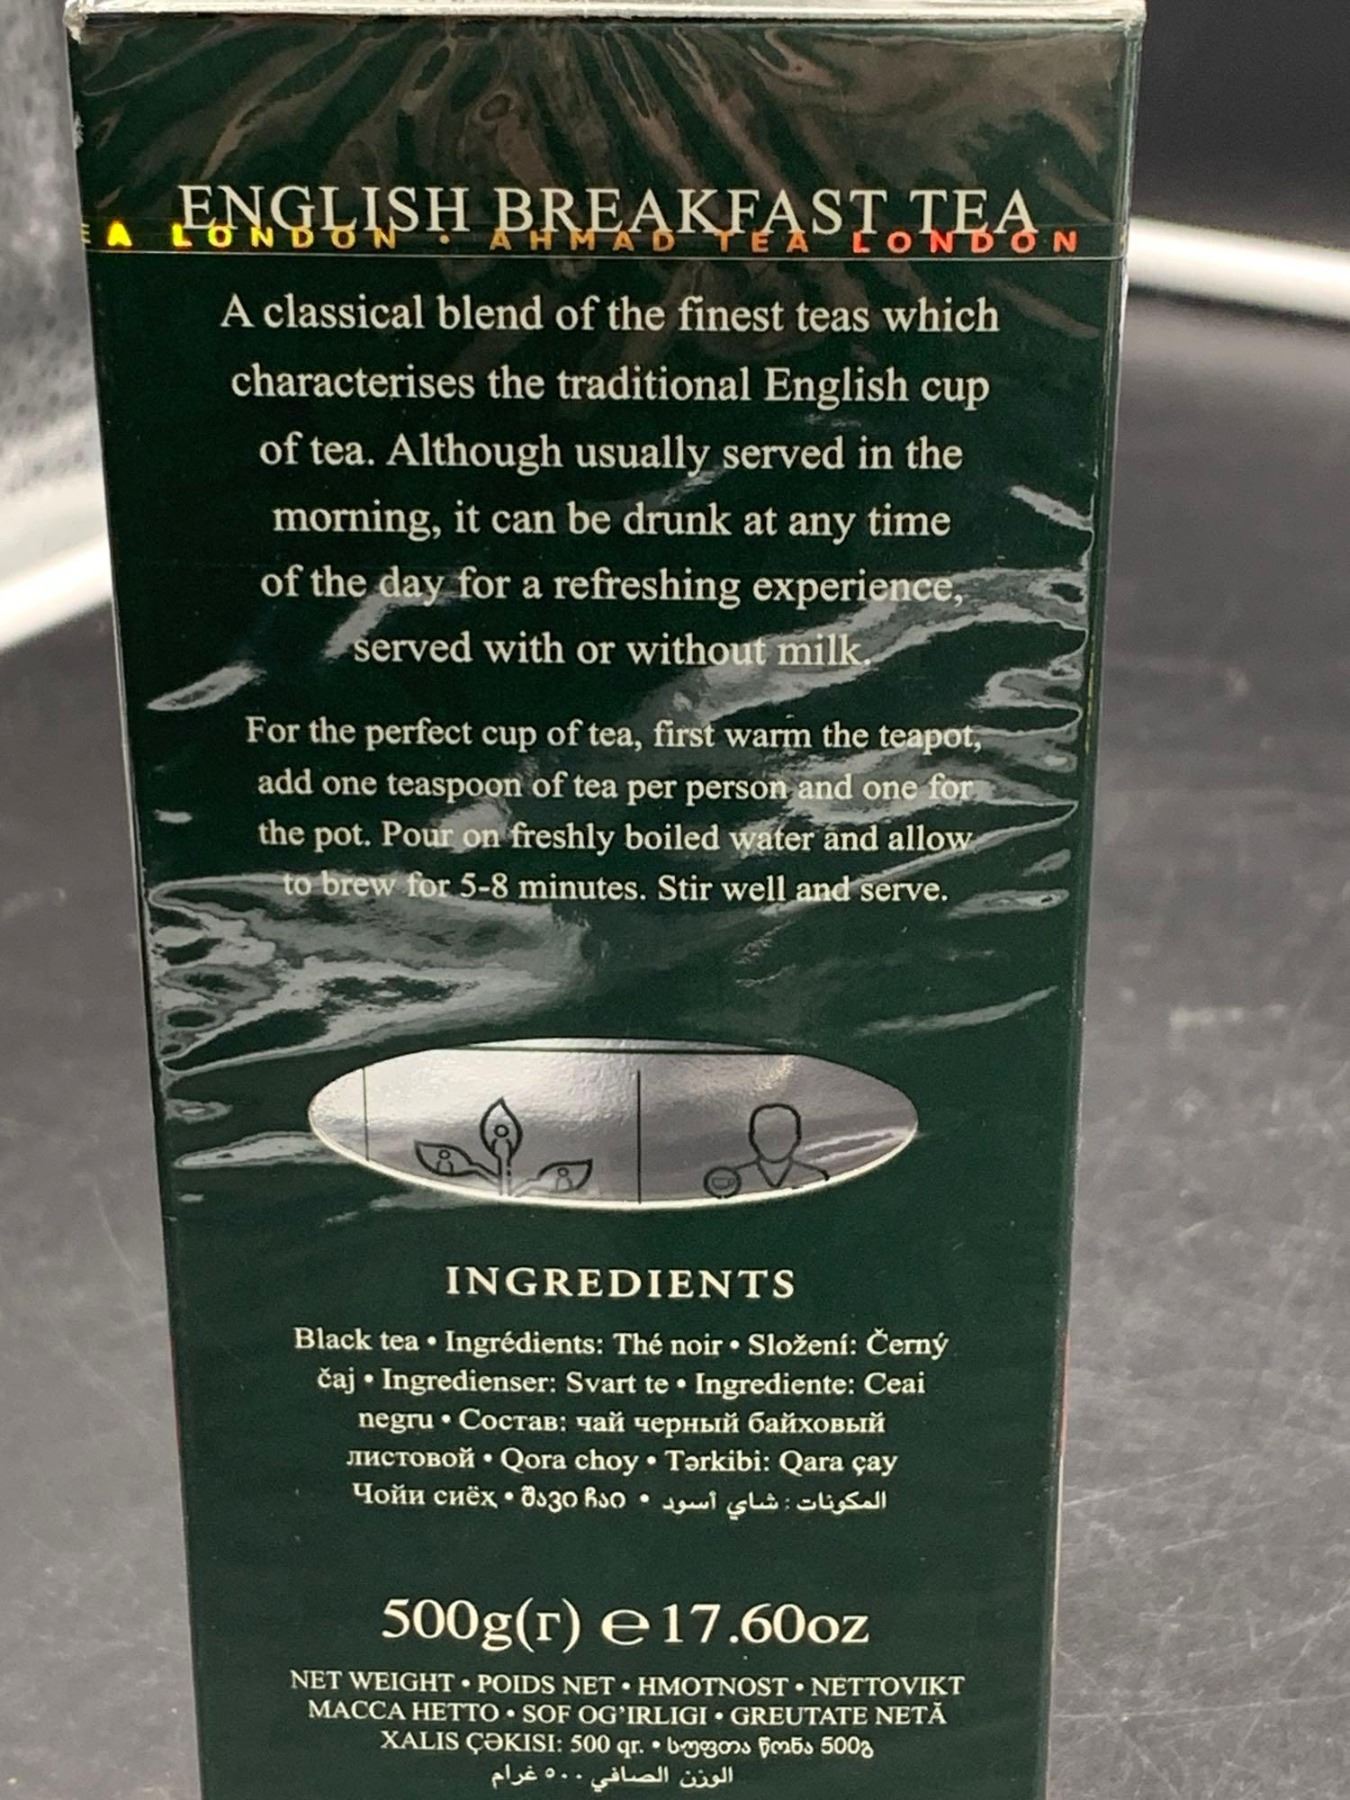 ENGLISH BREAKFAST TEA
EA LONDON • AHMAD TEA LONDON
A classical blend of the finest teas which
characterises the traditional English cup
of tea. Although usually served in the
morning, it can be drunk at any time
of the day for a refreshing experience,
served with or without milk.
For the perfect cup of tea, first warm the teapot,
add one teaspoon of tea per person and one for
the pot. Pour on freshly boiled water and allow
to brew for 5-8 minutes. Stir well and serve.
INGREDIENTS
Black tea • Ingrédients: Thé noir • Složení: Černý
čaj • Ingredienser: Svart te • Ingrediente: Ceai
negru • Состав: чай черный байховый
листовой • Qora choy • Tərkibi: Qara çay
Чойи сиёх • შავი ჩაი • المكونات : شاي أسود
500g(г) ℮ 17.60oz
NET WEIGHT • POIDS NET • HMOTNOST • NETTOVIKT
МАССА НЕТТО • SOF OG'IRLIGI • GREUTATE NETĂ
XALIS ÇƏKISI: 500 qr. • სუფთა წონა 500გ
الوزن الصافي ٥٠٠ غرام